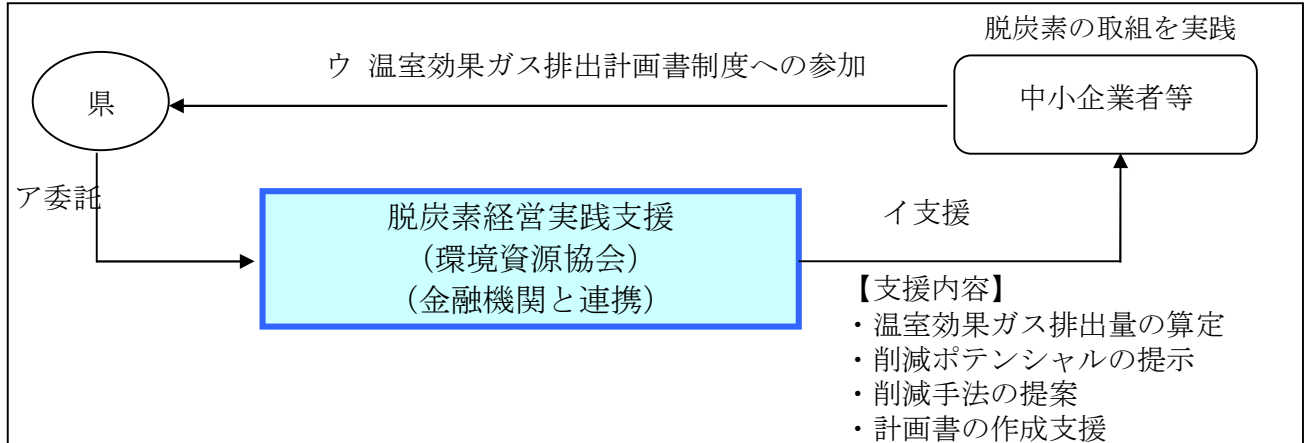 脱炭素の取組を実践
ウ 温室効果ガス排出計画書制度への参加
県
中小企業者等
ア委託
脱炭素経営実践支援
（環境資源協会）
（金融機関と連携）
イ支援
【支援内容】
・温室効果ガス排出量の算定
・削減ポテンシャルの提示
・削減手法の提案
・計画書の作成支援